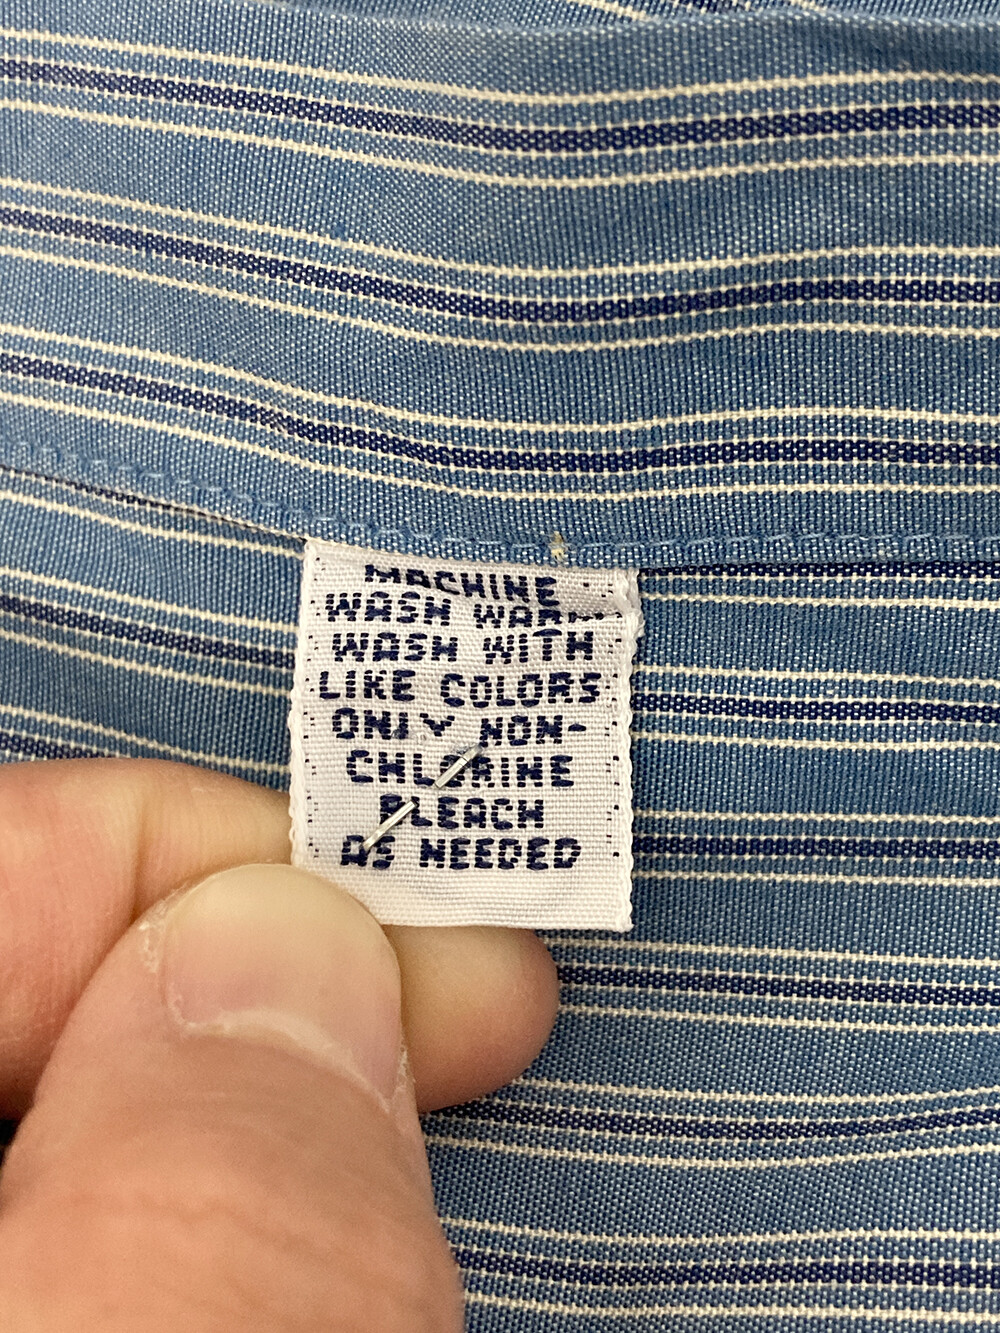 MACHINE
WASH WARM
WASH WITH
LIKE COLORS
ONLY NON-
CHLORINE
BLEACH
AS NEEDED